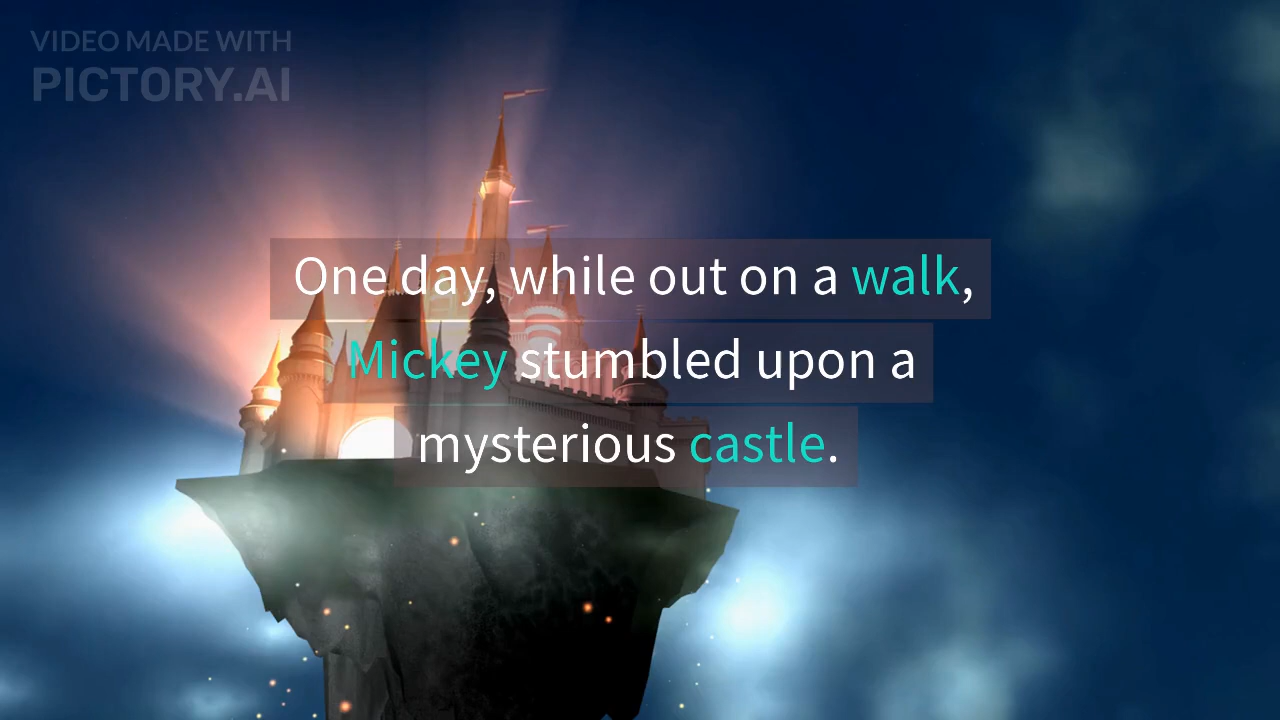 VIDEO MADE WITH
PICTORY.AI
One day, while out on a walk,
Mickey stumbled upon a
mysterious castle.